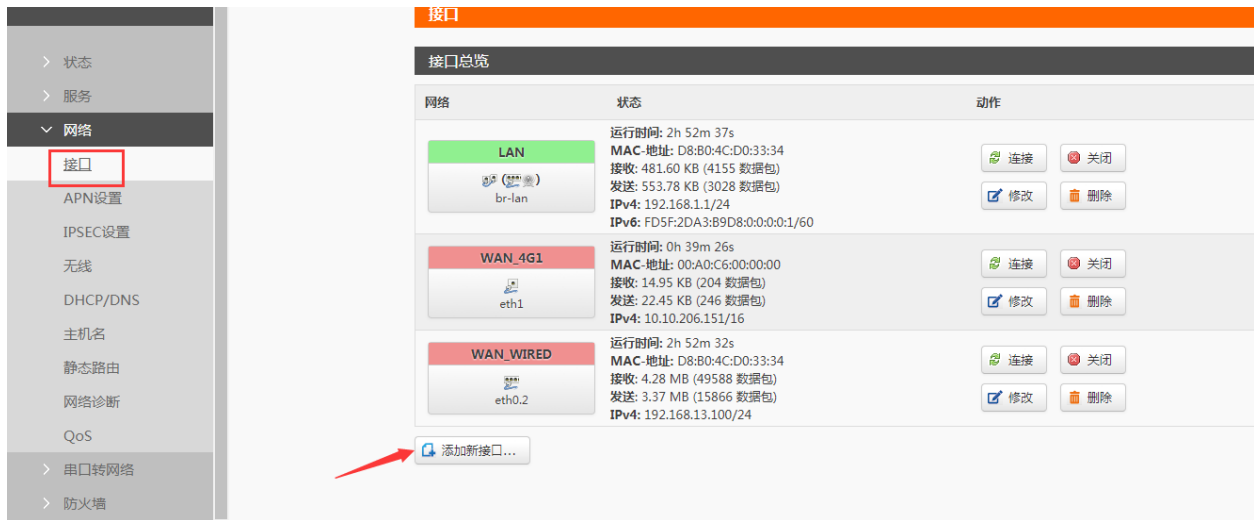 接口
状态
服务
网络
接口
APN设置
IPSEC设置
无线
DHCP/DNS
主机名
静态路由
网络诊断
QoS
串口转网络
防火墙
接口总览
网络 状态 动作
LAN
br-lan
运行时间: 2h 52m 37s
MAC-地址: D8:B0:4C:D0:33:34
接收: 481.60 KB (4155 数据包)
发送: 553.78 KB (3028 数据包)
IPv4: 192.168.1.1/24
IPv6: FD5F:2DA3:B9D8:0:0:0:0:1/60
连接 关闭
修改 删除
WAN_4G1
eth1
运行时间: 0h 39m 26s
MAC-地址: 00:A0:C6:00:00:00
接收: 14.95 KB (204 数据包)
发送: 22.45 KB (246 数据包)
IPv4: 10.10.206.151/16
连接 关闭
修改 删除
WAN_WIRED
eth0.2
运行时间: 2h 52m 32s
MAC-地址: D8:B0:4C:D0:33:34
接收: 4.28 MB (49588 数据包)
发送: 3.37 MB (15866 数据包)
IPv4: 192.168.13.100/24
连接 关闭
修改 删除
添加新接口...